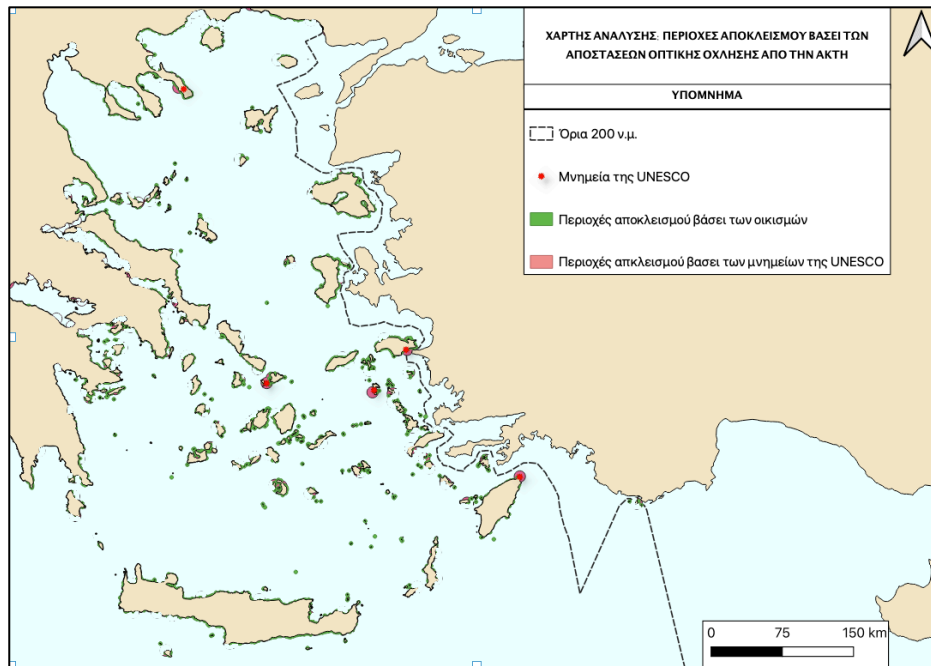 ΧΑΡΤΗΣ ΑΝΑΛΥΣΗΣ: ΠΕΡΙΟΧΕΣ ΑΠΟΚΛΕΙΣΜΟΥ ΒΑΣΕΙ ΤΩΝ
ΑΠΟΣΤΑΣΕΩΝ ΟΠΤΙΚΗΣ ΟΧΛΗΣΗΣ ΑΠΟ ΤΗΝ ΑΚΤΗ
ΥΠΟΜΝΗΜΑ
Όρια 200 ν.μ.
Μνημεία της UNESCO
Περιοχές αποκλεισμού βάσει των οικισμών
Περιοχές απκλεισμού βασει των μνημείων της UNESCO
0 75 150 km